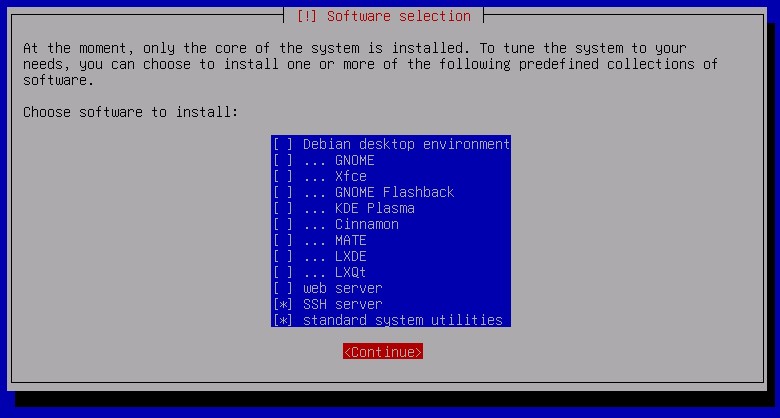 [!] Software selection
At the moment, only the core of the system is installed. To tune the system to your
needs, you can choose to install one or more of the following predefined collections of
software.
Choose software to install:
[ ] Debian desktop environment
[ ] ... GNOME
[ ] ... Xfce
[ ] ... GNOME Flashback
[ ] ... KDE Plasma
[ ] ... Cinnamon
[ ] ... MATE
[ ] ... LXDE
[ ] ... LXQt
[ ] web server
[*] SSH server
[*] standard system utilities
<Continue>